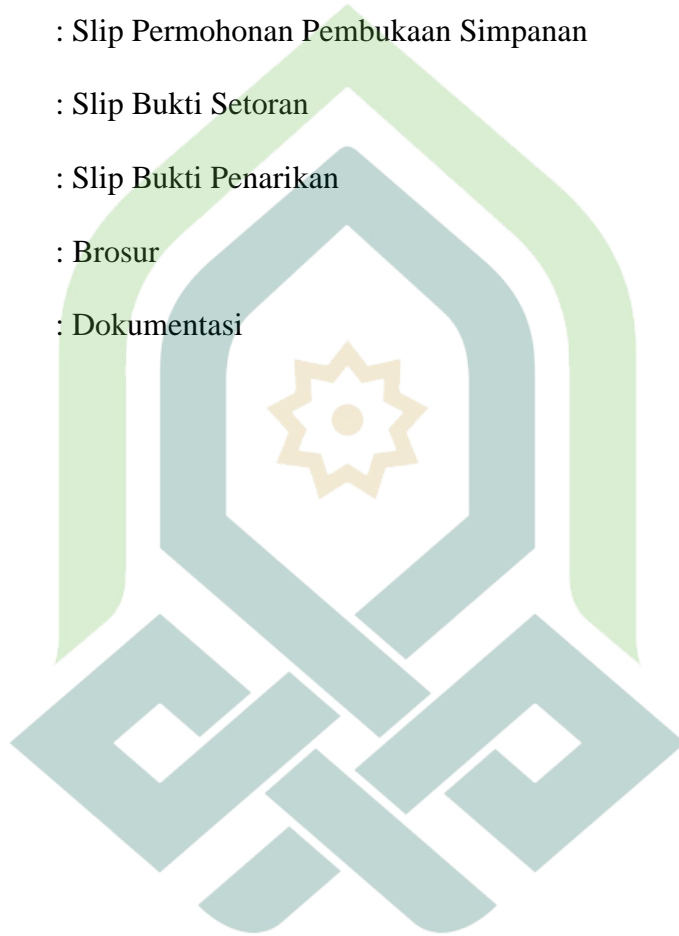 : Slip Permohonan Pembukaan Simpanan
: Slip Bukti Setoran
: Slip Bukti Penarikan
: Brosur
: Dokumentasi